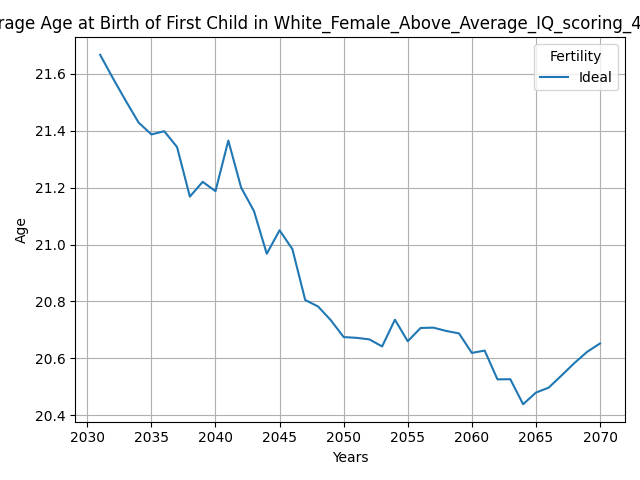 Age at Birth of First Child in White_Female_Above_Average_IQ_scoring_4
Fertility
Ideal
21.6
21.4
21.2
21.0
20.8
20.6
20.4
Age
2030 2035 2040 2045 2050 2055 2060 2065 2070
Years